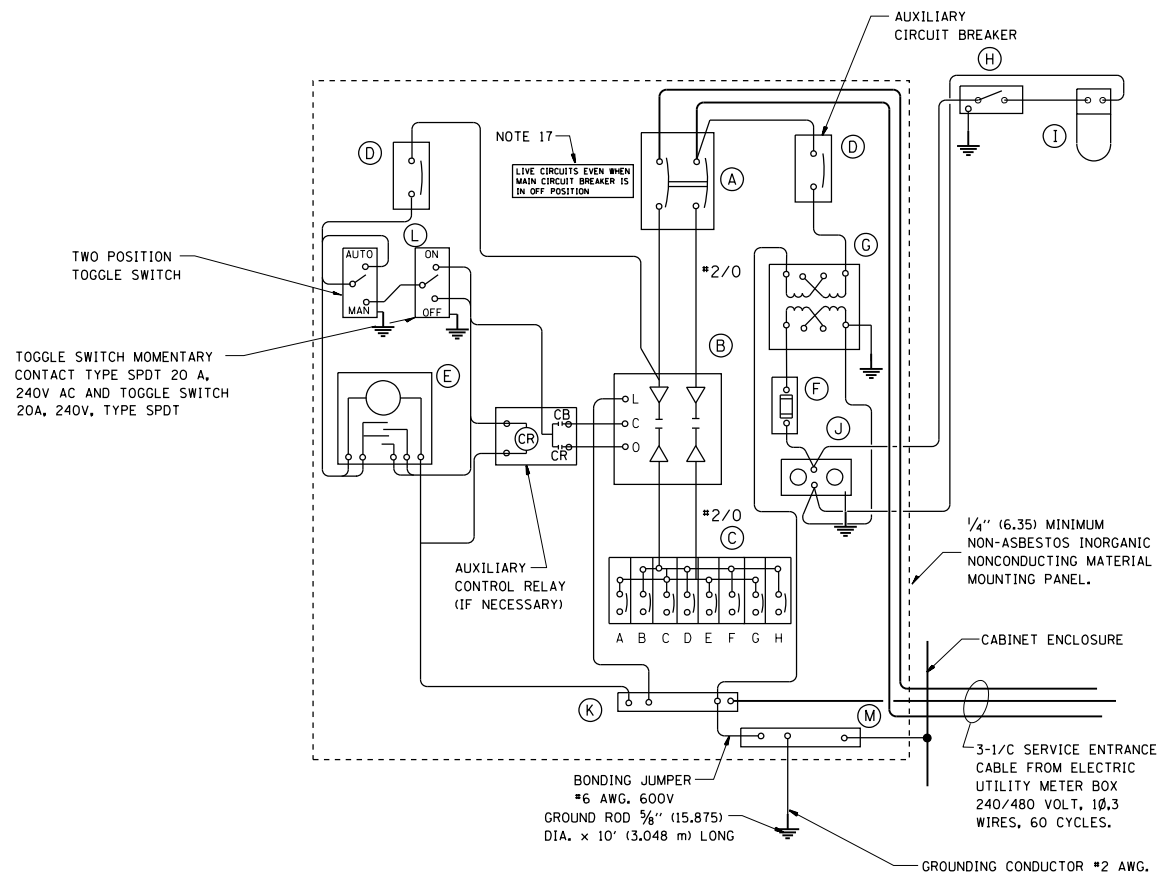 AUXILIARY
CIRCUIT BREAKER
H
I
NOTE 17
LIVE CIRCUITS EVEN WHEN
MAIN CIRCUIT BREAKER IS
IN OFF POSITION
D
A
D
L
G
TWO POSITION
TOGGLE SWITCH
AUTO
MAN
ON
OFF
#2/0
TOGGLE SWITCH MOMENTARY
CONTACT TYPE SPDT 20 A,
240V AC AND TOGGLE SWITCH
20A, 240V, TYPE SPDT
E
B
F
L
C
O
CB
CR
CR
J
#2/0
C
AUXILIARY
CONTROL RELAY
(IF NECESSARY)
1/4" (6.35) MINIMUM
NON-ASBESTOS INORGANIC
NONCONDUCTING MATERIAL
MOUNTING PANEL.
A B C D E F G H
CABINET ENCLOSURE
K
M
BONDING JUMPER
#6 AWG. 600V
GROUND ROD 5/8" (15.875)
DIA. x 10' (3.048 m) LONG
3-1/C SERVICE ENTRANCE
CABLE FROM ELECTRIC
UTILITY METER BOX
240/480 VOLT, 1Ø,3
WIRES, 60 CYCLES.
GROUNDING CONDUCTOR #2 AWG.